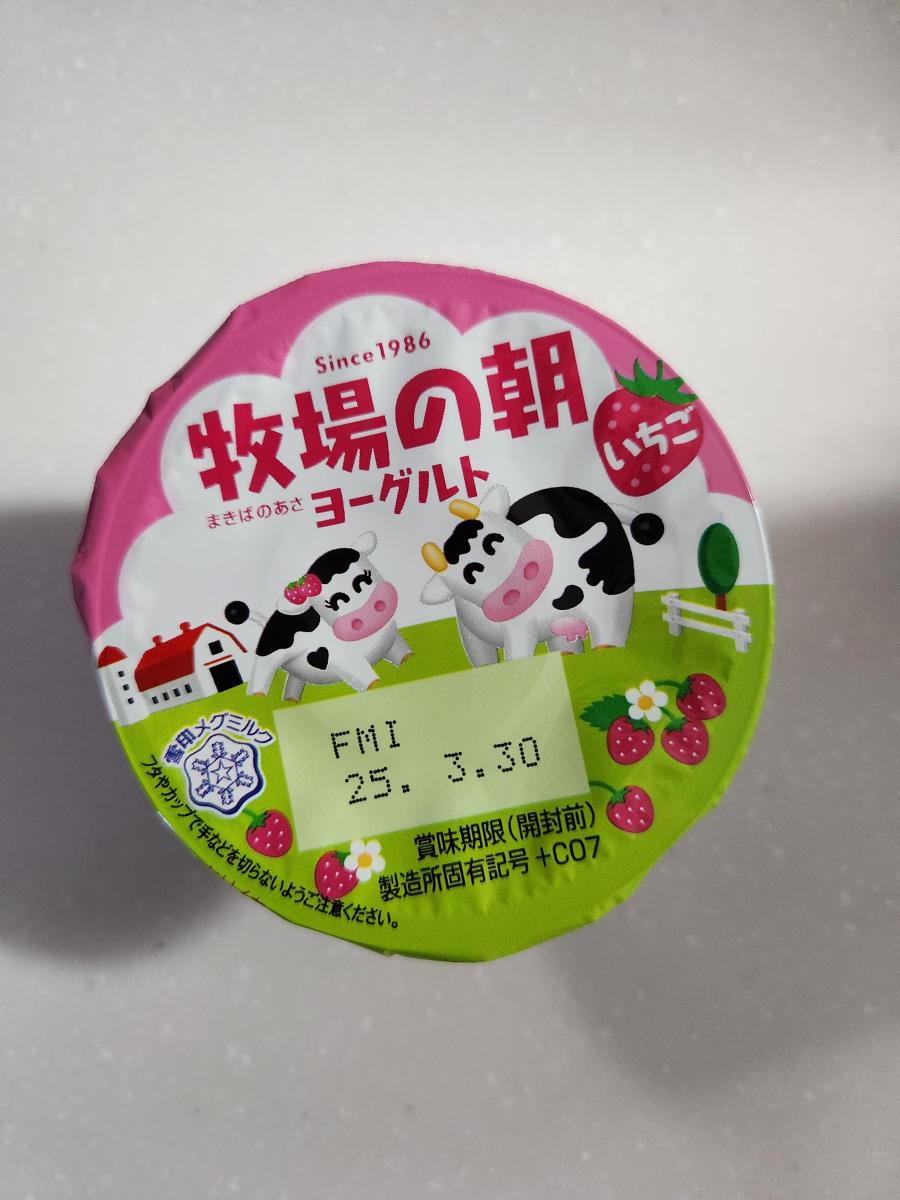 Since1986
牧場の朝
まきばのあさ ヨーグルト
いちご
雪印メグミルク
FMI
25. 3.30
賞味期限(開封前)
製造所固有記号 +C07
フタやカップで手などを切らないようご注意ください。